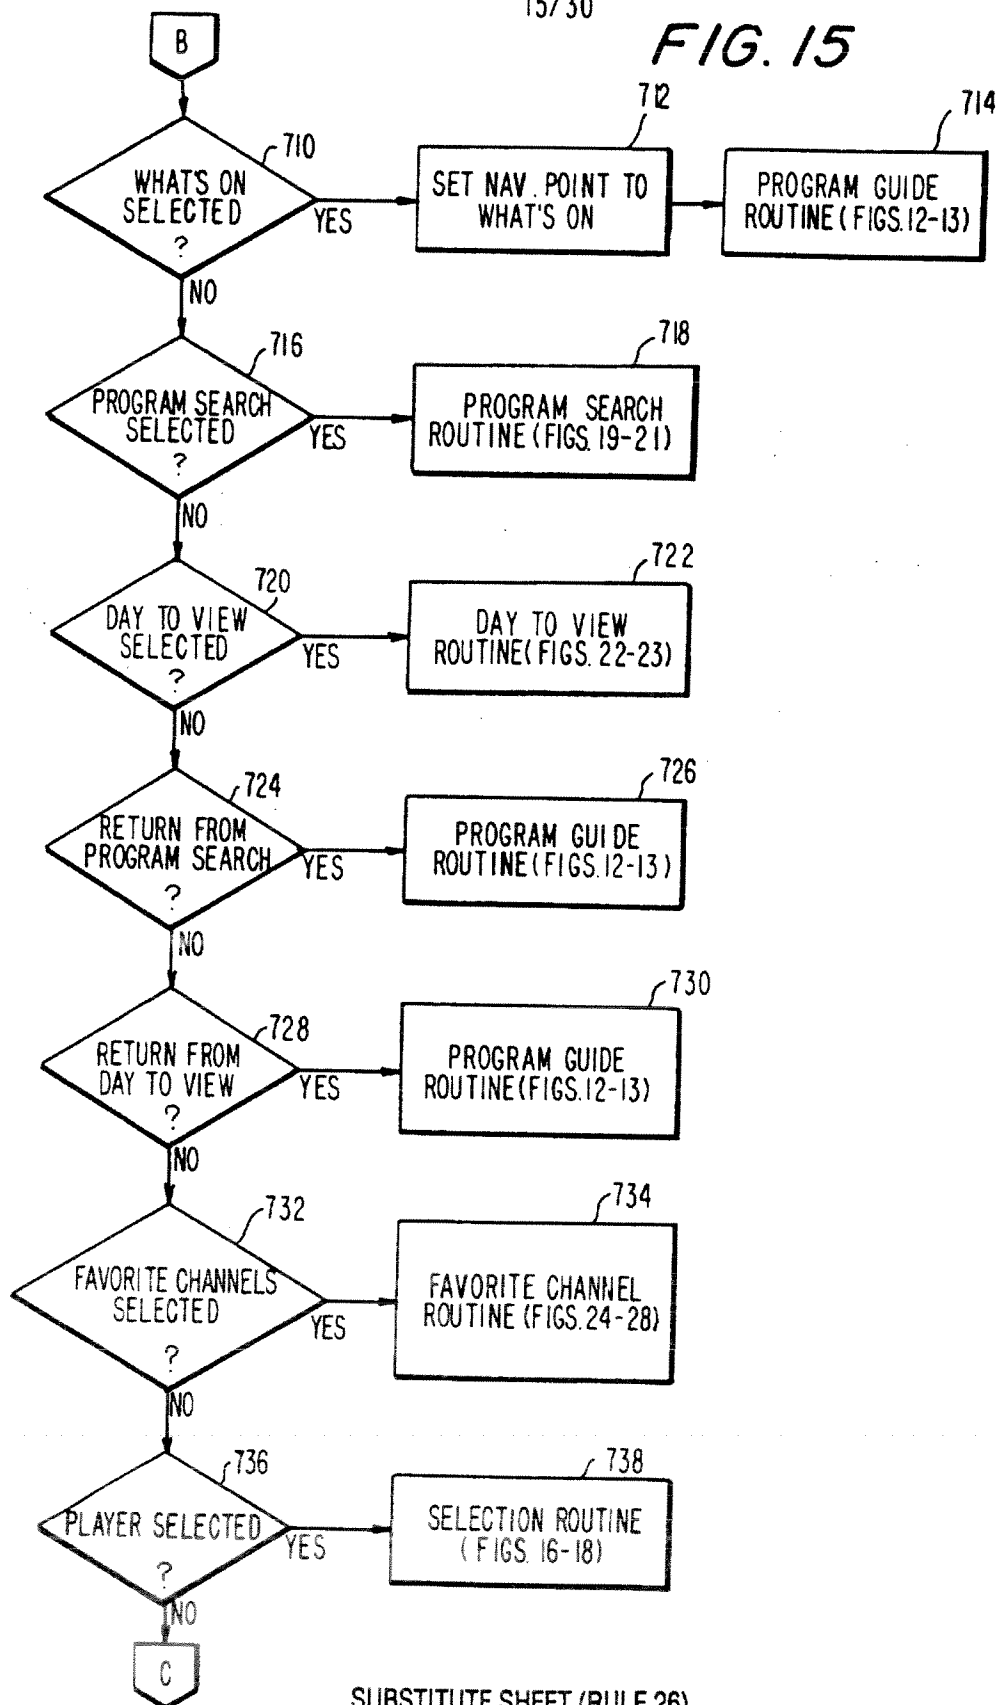 15/30
FIG. 15
B
710
WHAT'S ON
SELECTED
?
YES
NO
712
SET NAV. POINT TO
WHAT'S ON
714
PROGRAM GUIDE
ROUTINE (FIGS. 12-13)
716
PROGRAM SEARCH
SELECTED
?
YES
NO
718
PROGRAM SEARCH
ROUTINE (FIGS. 19-21)
720
DAY TO VIEW
SELECTED
?
YES
NO
722
DAY TO VIEW
ROUTINE (FIGS. 22-23)
724
RETURN FROM
PROGRAM SEARCH
?
YES
NO
726
PROGRAM GUIDE
ROUTINE (FIGS. 12-13)
728
RETURN FROM
DAY TO VIEW
?
YES
NO
730
PROGRAM GUIDE
ROUTINE (FIGS. 12-13)
732
FAVORITE CHANNELS
SELECTED
?
YES
NO
734
FAVORITE CHANNEL
ROUTINE (FIGS. 24-28)
736
PLAYER SELECTED
?
YES
NO
738
SELECTION ROUTINE
(FIGS. 16-18)
C
SUBSTITUTE SHEET (RULE 26)